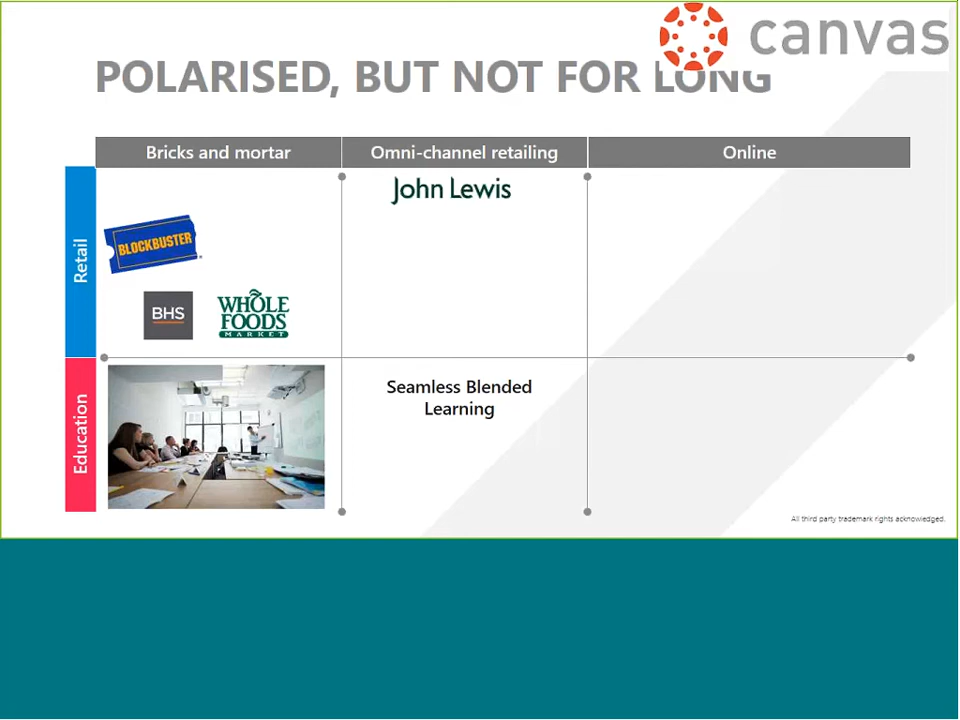 canvas
POLARISED, BUT NOT FOR LONG
Bricks and mortar
Omni-channel retailing
Online
Retail
John Lewis
BLOCKBUSTER
BHS
WHOLE
FOODS
MARKET
Education
Seamless Blended
Learning
All third party trademark rights acknowledged.